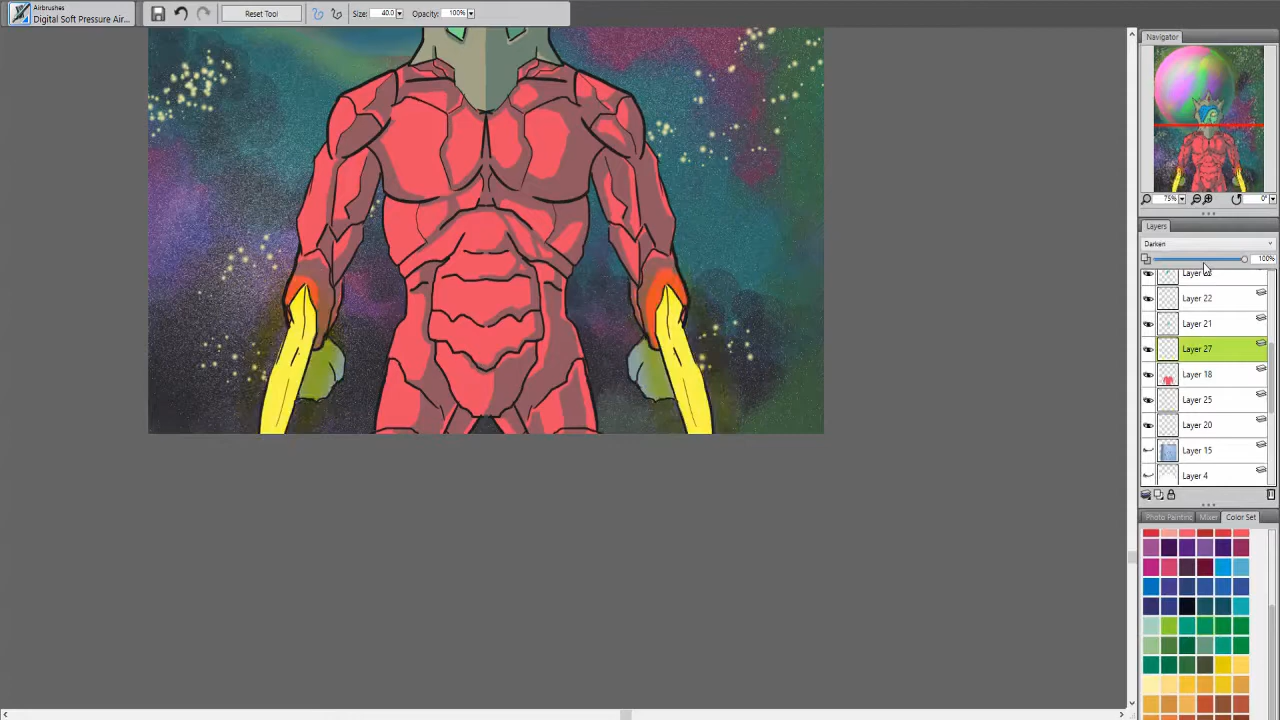 Airbrushes
Digital Soft Pressure Air...
Reset Tool
Size: 40.0
Opacity: 100%
Navigator
75%
0°
Layers
Darken
100%
Layer
Layer 22
Layer 21
Layer 27
Layer 18
Layer 25
Layer 20
Layer 15
Layer 4
Photo Painting
Mixer
Color Set